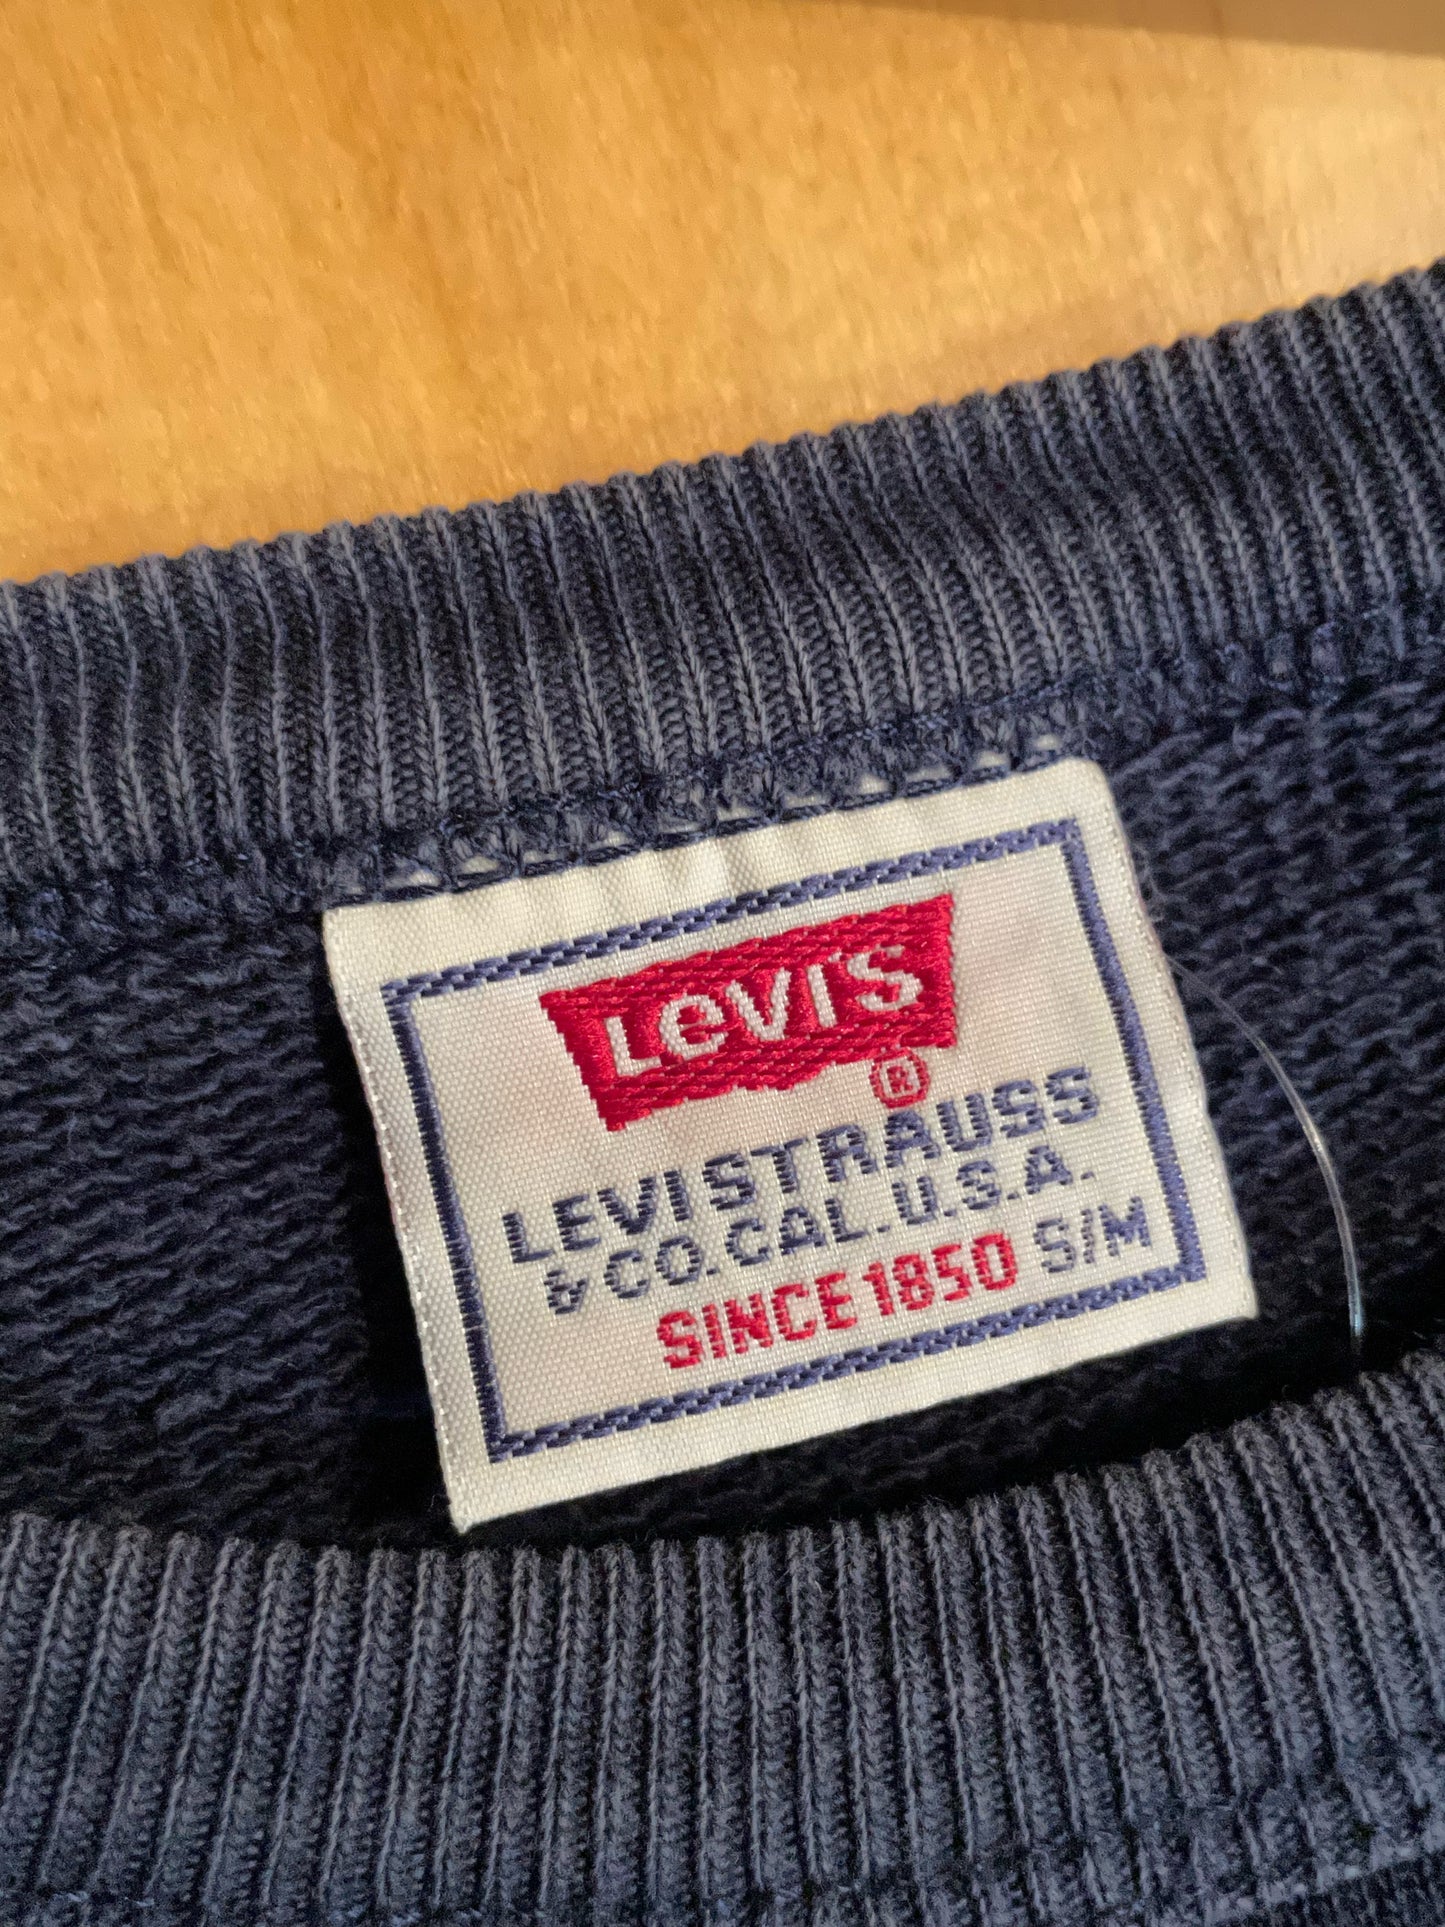 LeVI'S
®
LEVI STRAUSS
& CO. CAL. U.S.A.
SINCE 1850 S/M